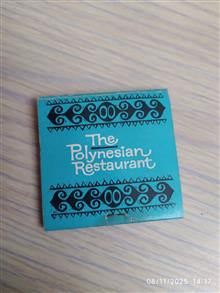 The
Polynesian
Restaurant
08/11/2025 14:17